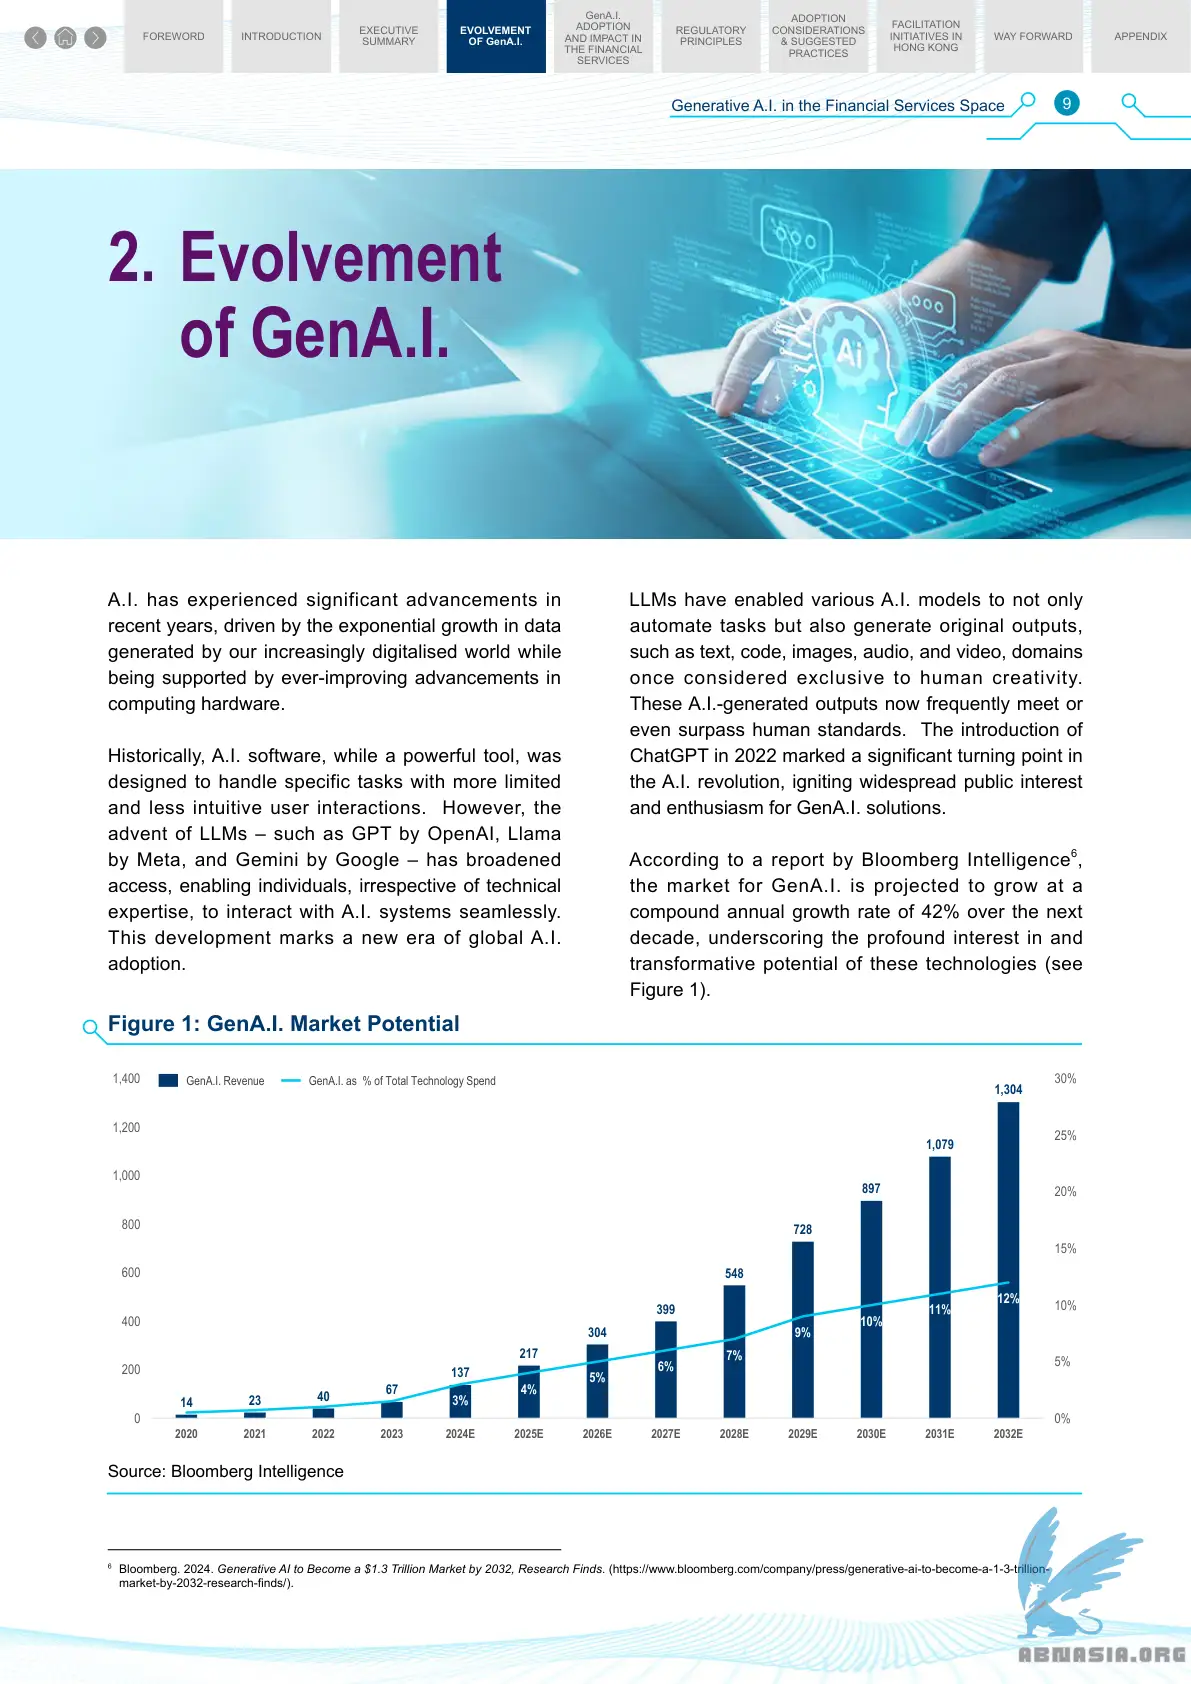 FOREWORD
INTRODUCTION
EXECUTIVE
SUMMARY
EVOLVEMENT
OF GenA.I.
GenA.I.
ADOPTION
AND IMPACT IN
THE FINANCIAL
SERVICES
REGULATORY
PRINCIPLES
ADOPTION
CONSIDERATIONS
& SUGGESTED
PRACTICES
FACILITATION
INITIATIVES IN
HONG KONG
WAY FORWARD
APPENDIX
Generative A.I. in the Financial Services Space
9
2. Evolvement
of GenA.I.
Ai
A.I. has experienced significant advancements in
recent years, driven by the exponential growth in data
generated by our increasingly digitalised world while
being supported by ever-improving advancements in
computing hardware.
Historically, A.I. software, while a powerful tool, was
designed to handle specific tasks with more limited
and less intuitive user interactions. However, the
advent of LLMs – such as GPT by OpenAI, Llama
by Meta, and Gemini by Google – has broadened
access, enabling individuals, irrespective of technical
expertise, to interact with A.I. systems seamlessly.
This development marks a new era of global A.I.
adoption.
LLMs have enabled various A.I. models to not only
automate tasks but also generate original outputs,
such as text, code, images, audio, and video, domains
once considered exclusive to human creativity.
These A.I.-generated outputs now frequently meet or
even surpass human standards. The introduction of
ChatGPT in 2022 marked a significant turning point in
the A.I. revolution, igniting widespread public interest
and enthusiasm for GenA.I. solutions.
According to a report by Bloomberg Intelligence6,
the market for GenA.I. is projected to grow at a
compound annual growth rate of 42% over the next
decade, underscoring the profound interest in and
transformative potential of these technologies (see
Figure 1).
Figure 1: GenA.I. Market Potential
GenA.I. Revenue
GenA.I. as % of Total Technology Spend
1,400
1,200
1,000
800
600
400
200
0
30%
25%
20%
15%
10%
5%
0%
14
23
40
67
137
217
304
399
548
728
897
1,079
1,304
3%
4%
5%
6%
7%
9%
10%
11%
12%
2020
2021
2022
2023
2024E
2025E
2026E
2027E
2028E
2029E
2030E
2031E
2032E
Source: Bloomberg Intelligence
6 Bloomberg. 2024. Generative AI to Become a $1.3 Trillion Market by 2032, Research Finds. (https://www.bloomberg.com/company/press/generative-ai-to-become-a-1-3-trillion-
market-by-2032-research-finds/).
ABNASIA.ORG